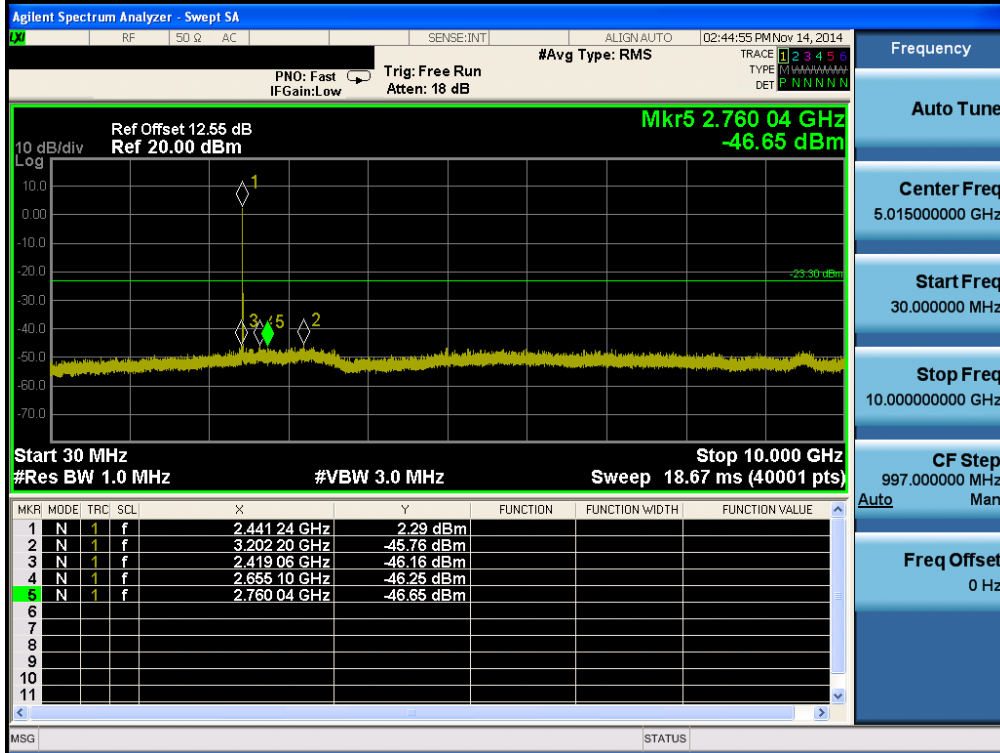 Agilent Spectrum Analyzer - Swept SA
LXI RF 50 Ω AC SENSE:INT ALIGN AUTO 02:44:55 PM Nov 14, 2014
#Avg Type: RMS TRACE 1 2 3 4 5 6
PNO: Fast Trig: Free Run TYPE M WWWWW
IFGain:Low Atten: 18 dB DET P N N N N N
Frequency
Auto Tune
Center Freq
5.015000000 GHz
Start Freq
30.000000 MHz
Stop Freq
10.000000000 GHz
CF Step
997.000000 MHz
Auto Man
Freq Offset
0 Hz
Mkr5 2.760 04 GHz
-46.65 dBm
Ref Offset 12.55 dB
10 dB/div Ref 20.00 dBm
Log
10.0
0.00
-10.0
-20.0
-30.0
-40.0
-50.0
-60.0
-70.0
1
-23.30 dBm
3 5 2
Start 30 MHz Stop 10.000 GHz
#Res BW 1.0 MHz #VBW 3.0 MHz Sweep 18.67 ms (40001 pts)
MKR MODE TRC SCL X Y FUNCTION FUNCTION WIDTH FUNCTION VALUE
1 N 1 f 2.441 24 GHz 2.29 dBm
2 N 1 f 3.202 20 GHz -45.76 dBm
3 N 1 f 2.419 06 GHz -46.16 dBm
4 N 1 f 2.655 10 GHz -46.25 dBm
5 N 1 f 2.760 04 GHz -46.65 dBm
6
7
8
9
10
11
MSG STATUS